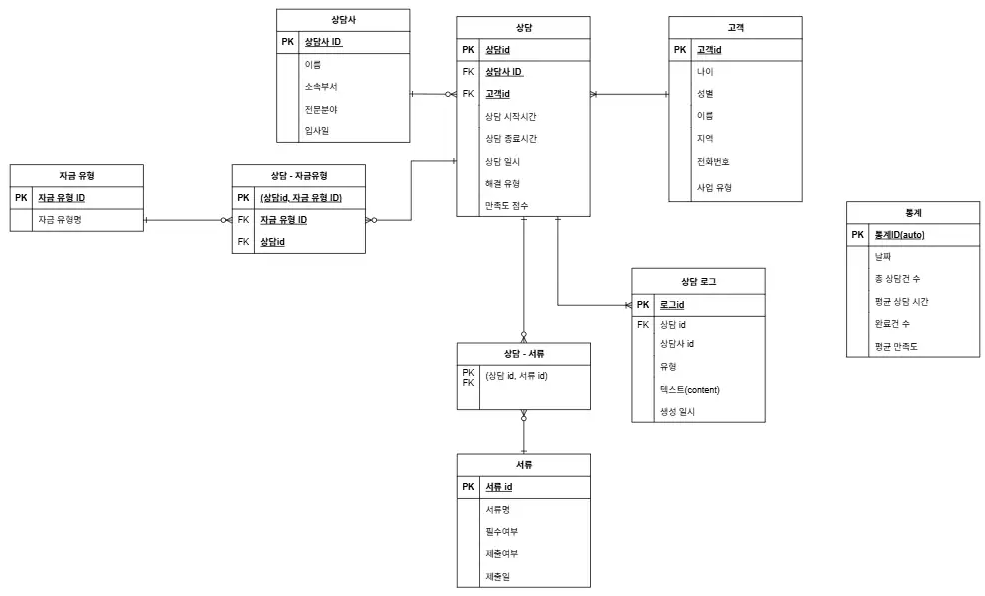 상담사
PK 상담사 ID
이름
소속부서
전문분야
입사일
상담
PK 상담id
FK 상담사 ID
FK 고객id
상담 시작시간
상담 종료시간
상담 일시
해결 유형
만족도 점수
고객
PK 고객id
나이
성별
이름
지역
전화번호
사업 유형
자금 유형
PK 자금 유형 ID
자금 유형명
상담 - 자금유형
PK (상담id, 자금 유형 ID)
FK 자금 유형 ID
FK 상담id
통계
PK 통계ID(auto)
날짜
총 상담건 수
평균 상담 시간
완료건 수
평균 만족도
상담 로그
PK 로그id
FK 상담 id
상담사 id
유형
텍스트(content)
생성 일시
상담 - 서류
PK (상담 id, 서류 id)
FK
서류
PK 서류 id
서류명
필수여부
제출여부
제출일